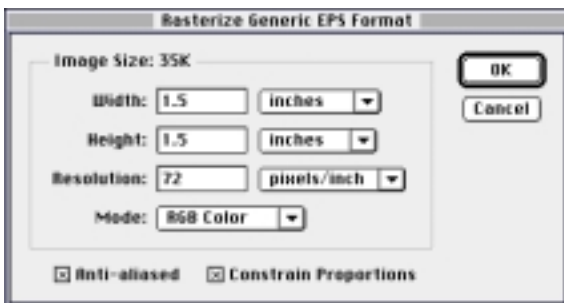 Rasterize Generic EPS Format
Image Size: 35K
OK
Width: 1.5 inches
Cancel
Height: 1.5 inches
Resolution: 72 pixels/inch
Mode: RGB Color
Anti-aliased Constrain Proportions